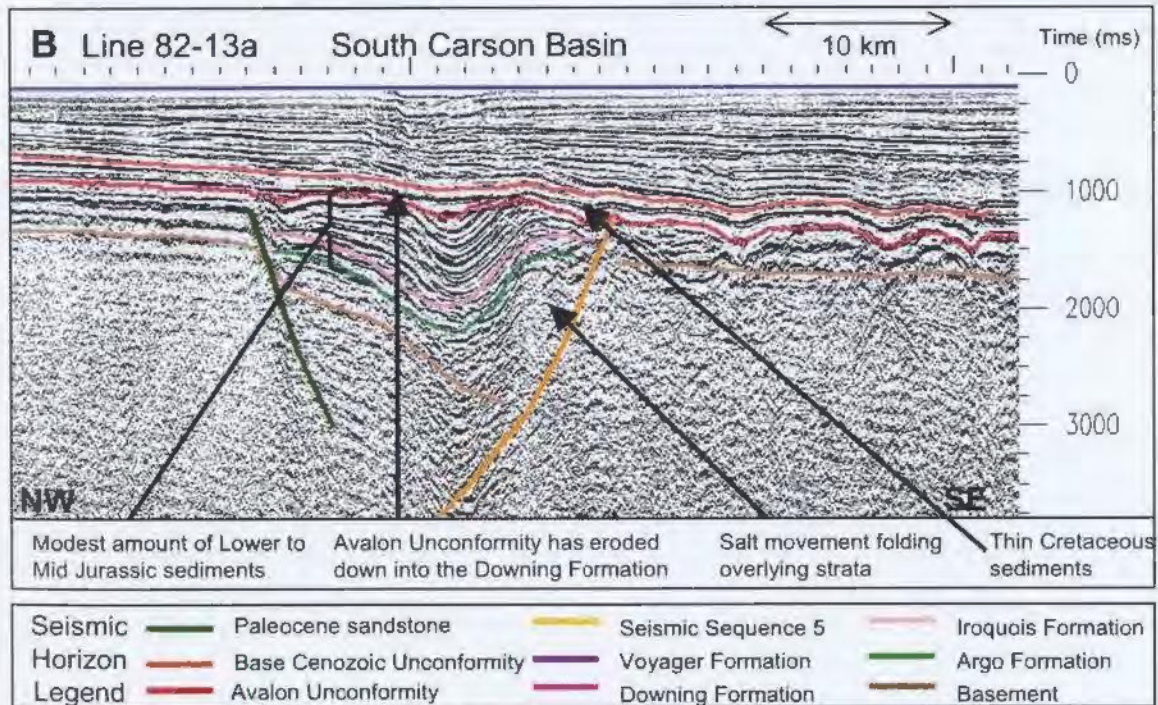 B Line 82-13a South Carson Basin 10 km Time (ms)
0
1000
2000
3000
NW SE
Modest amount of Lower to
Mid Jurassic sediments
Avalon Unconformity has eroded
down into the Downing Formation
Salt movement folding
overlying strata
Thin Cretaceous
sediments
Seismic
Horizon
Legend
Paleocene sandstone
Base Cenozoic Unconformity
Avalon Unconformity
Seismic Sequence 5
Voyager Formation
Downing Formation
Iroquois Formation
Argo Formation
Basement